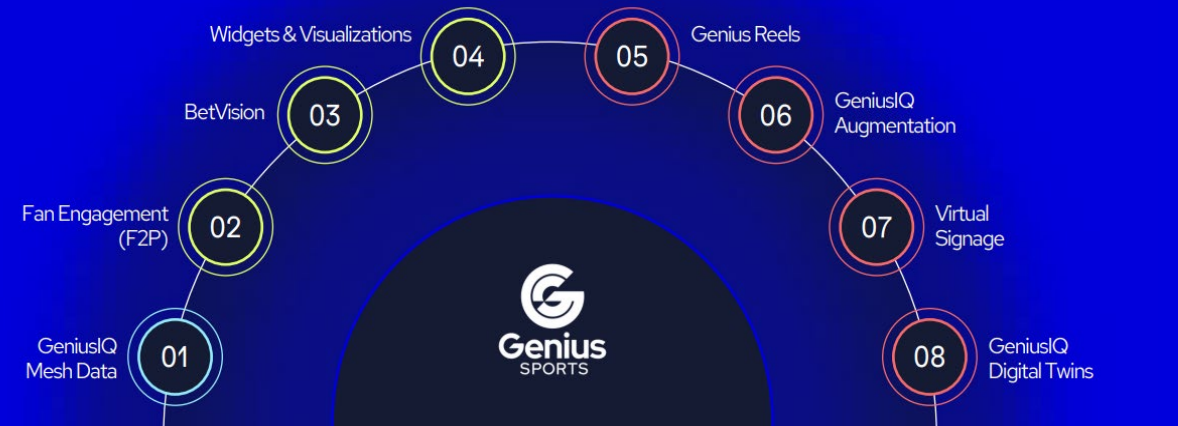 Widgets & Visualizations
04
05
Genius Reels
BetVision
03
06
GeniusIQ
Augmentation
Fan Engagement
(F2P)
02
07
Virtual
Signage
Genius
SPORTS
GeniusIQ
Mesh Data
01
08
GeniusIQ
Digital Twins